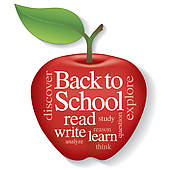 discover
Back to
School
explore
read study
write reason learn question
analyze think